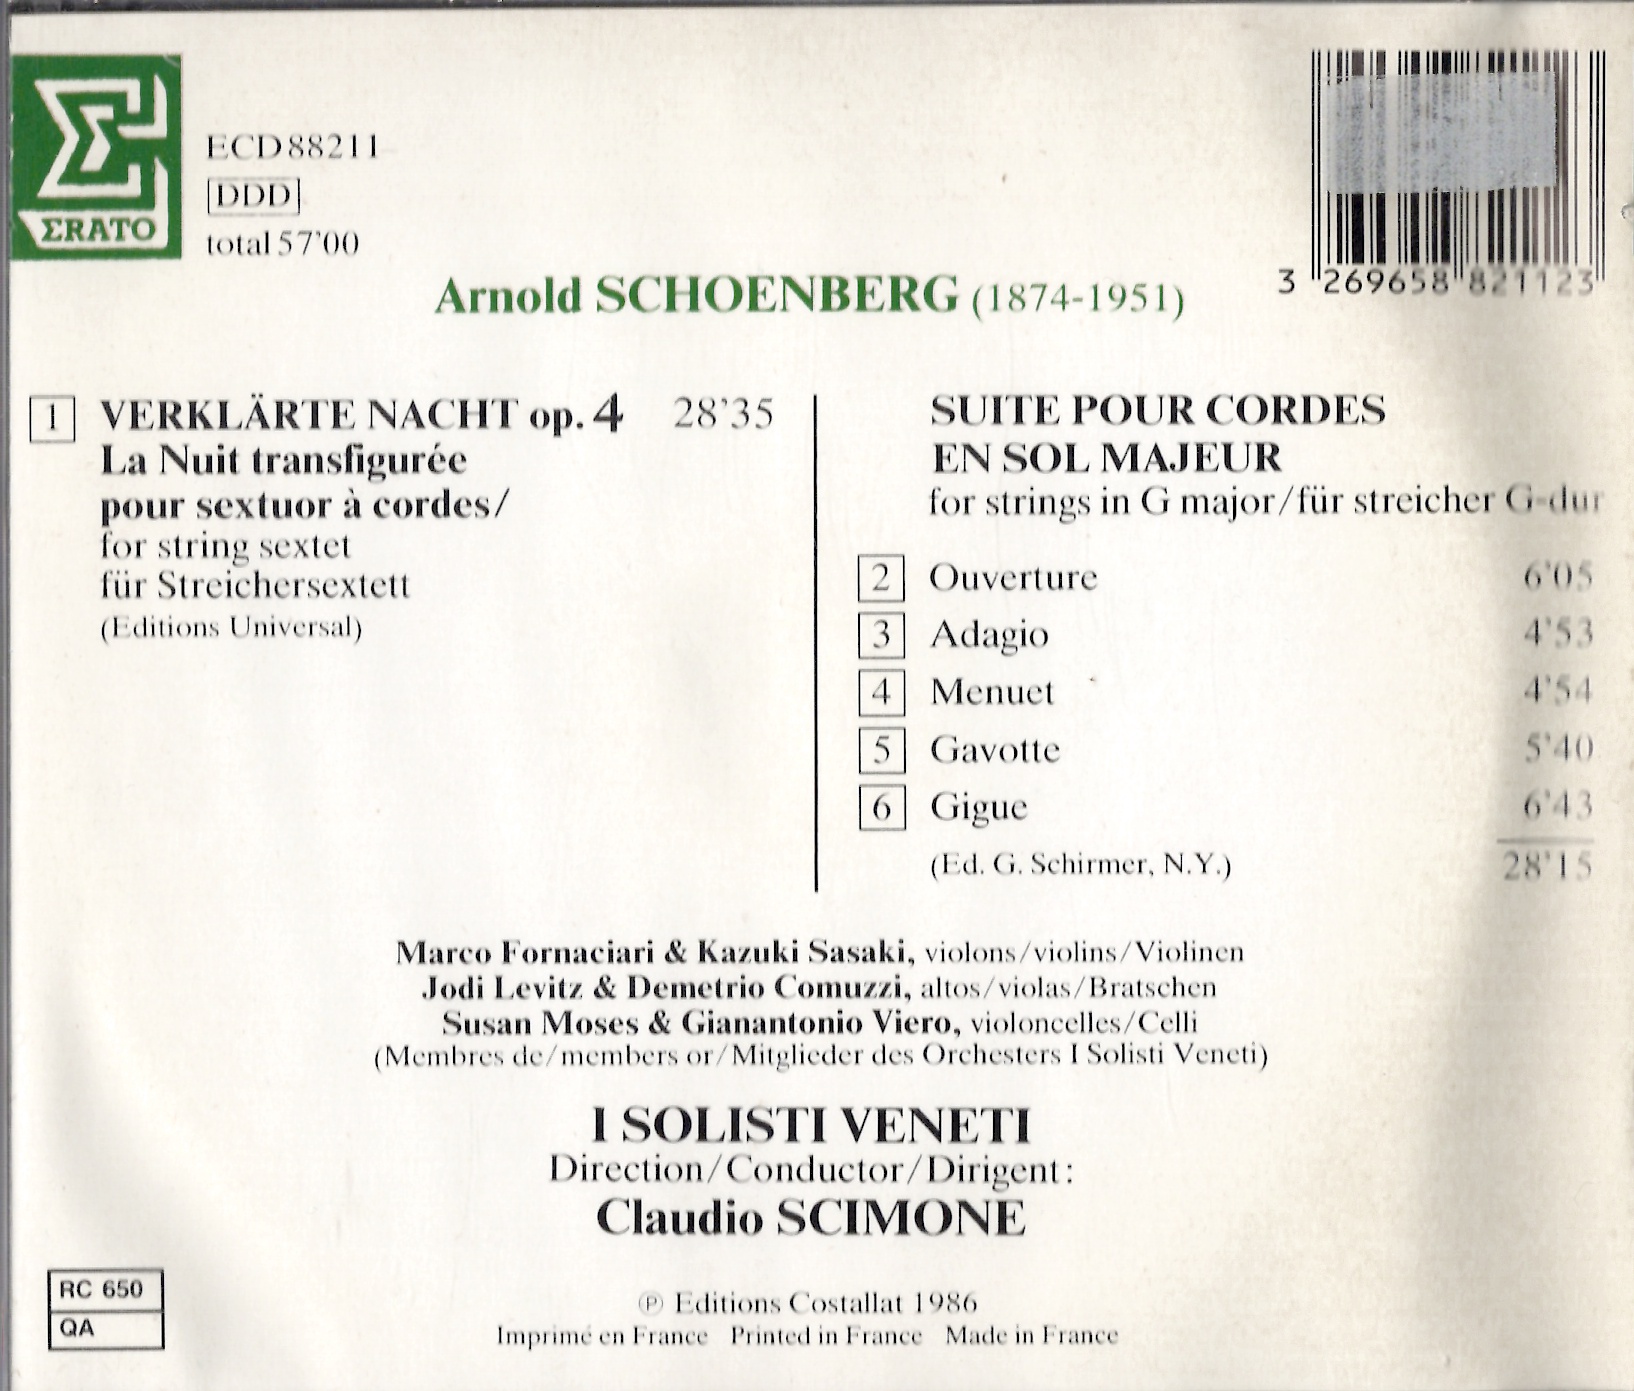 ΣRATO
ECD 88211
DDD
total 57'00
3 269658 821123
Arnold SCHOENBERG (1874-1951)
1 VERKLÄRTE NACHT op. 4 28'35
La Nuit transfigurée
pour sextuor à cordes/
for string sextet
für Streichersextett
(Editions Universal)
SUITE POUR CORDES
EN SOL MAJEUR
for strings in G major/für streicher G-dur
2 Ouverture 6'05
3 Adagio 4'53
4 Menuet 4'54
5 Gavotte 5'40
6 Gigue 6'43
(Ed. G. Schirmer, N.Y.) 28'15
Marco Fornaciari & Kazuki Sasaki, violons/violins/Violinen
Jodi Levitz & Demetrio Comuzzi, altos/violas/Bratschen
Susan Moses & Gianantonio Viero, violoncelles/Celli
(Membres de/members or/Mitglieder des Orchesters I Solisti Veneti)
I SOLISTI VENETI
Direction/Conductor/Dirigent:
Claudio SCIMONE
RC 650
QA
℗ Editions Costallat 1986
Imprimé en France Printed in France Made in France